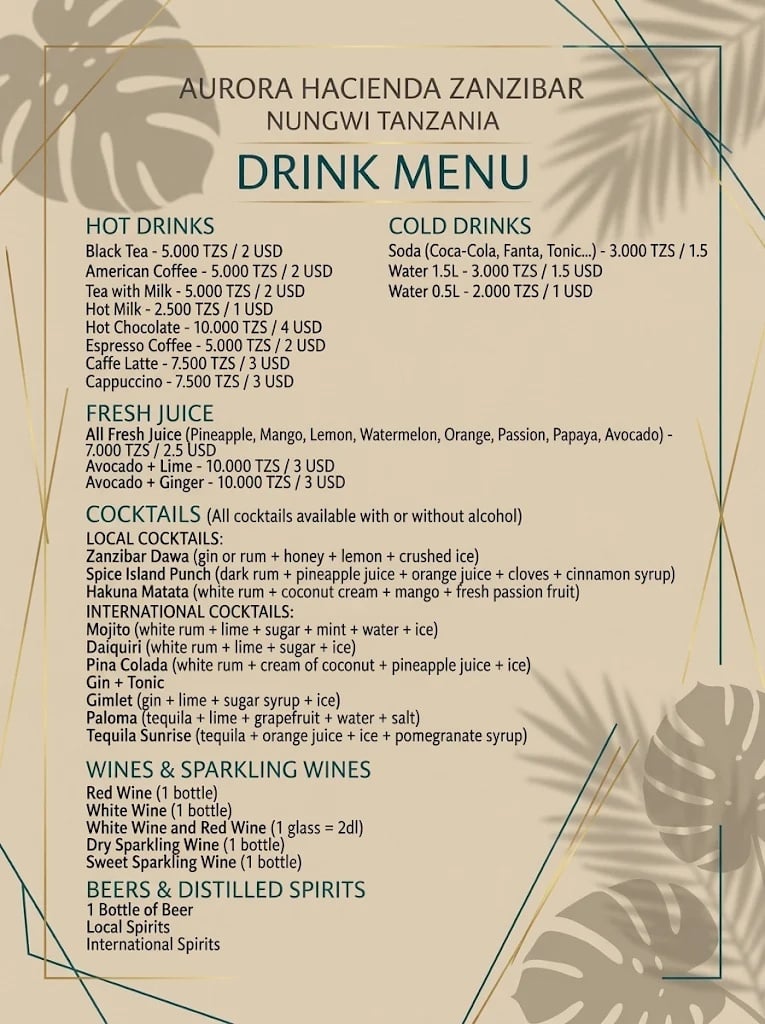 AURORA HACIENDA ZANZIBAR
NUNGWI TANZANIA
DRINK MENU
HOT DRINKS
Black Tea - 5.000 TZS / 2 USD
American Coffee - 5.000 TZS / 2 USD
Tea with Milk - 5.000 TZS / 2 USD
Hot Milk - 2.500 TZS / 1 USD
Hot Chocolate - 10.000 TZS / 4 USD
Espresso Coffee - 5.000 TZS / 2 USD
Caffe Latte - 7.500 TZS / 3 USD
Cappuccino - 7.500 TZS / 3 USD
COLD DRINKS
Soda (Coca-Cola, Fanta, Tonic...) - 3.000 TZS / 1.5
Water 1.5L - 3.000 TZS / 1.5 USD
Water 0.5L - 2.000 TZS / 1 USD
FRESH JUICE
All Fresh Juice (Pineapple, Mango, Lemon, Watermelon, Orange, Passion, Papaya, Avocado) -
7.000 TZS / 2.5 USD
Avocado + Lime - 10.000 TZS / 3 USD
Avocado + Ginger - 10.000 TZS / 3 USD
COCKTAILS (All cocktails available with or without alcohol)
LOCAL COCKTAILS:
Zanzibar Dawa (gin or rum + honey + lemon + crushed ice)
Spice Island Punch (dark rum + pineapple juice + orange juice + cloves + cinnamon syrup)
Hakuna Matata (white rum + coconut cream + mango + fresh passion fruit)
INTERNATIONAL COCKTAILS:
Mojito (white rum + lime + sugar + mint + water + ice)
Daiquiri (white rum + lime + sugar + ice)
Pina Colada (white rum + cream of coconut + pineapple juice + ice)
Gin + Tonic
Gimlet (gin + lime + sugar syrup + ice)
Paloma (tequila + lime + grapefruit + water + salt)
Tequila Sunrise (tequila + orange juice + ice + pomegranate syrup)
WINES & SPARKLING WINES
Red Wine (1 bottle)
White Wine (1 bottle)
White Wine and Red Wine (1 glass = 2dl)
Dry Sparkling Wine (1 bottle)
Sweet Sparkling Wine (1 bottle)
BEERS & DISTILLED SPIRITS
1 Bottle of Beer
Local Spirits
International Spirits